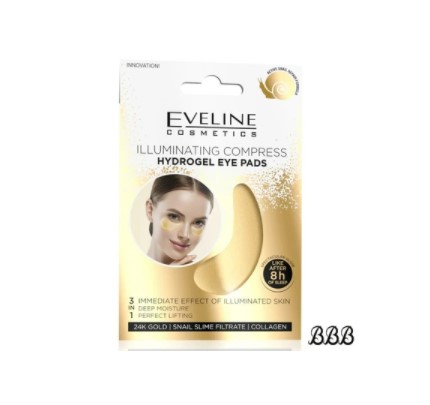 INNOVATION!
EVELINE
COSMETICS
ILLUMINATING COMPRESS
HYDROGEL EYE PADS
LIKE
AFTER
8h
OF SLEEP
3 IN 1
IMMEDIATE EFFECT OF ILLUMINATED SKIN
DEEP MOISTURE
PERFECT LIFTING
24K GOLD | SNAIL SLIME FILTRATE | COLLAGEN
BBB